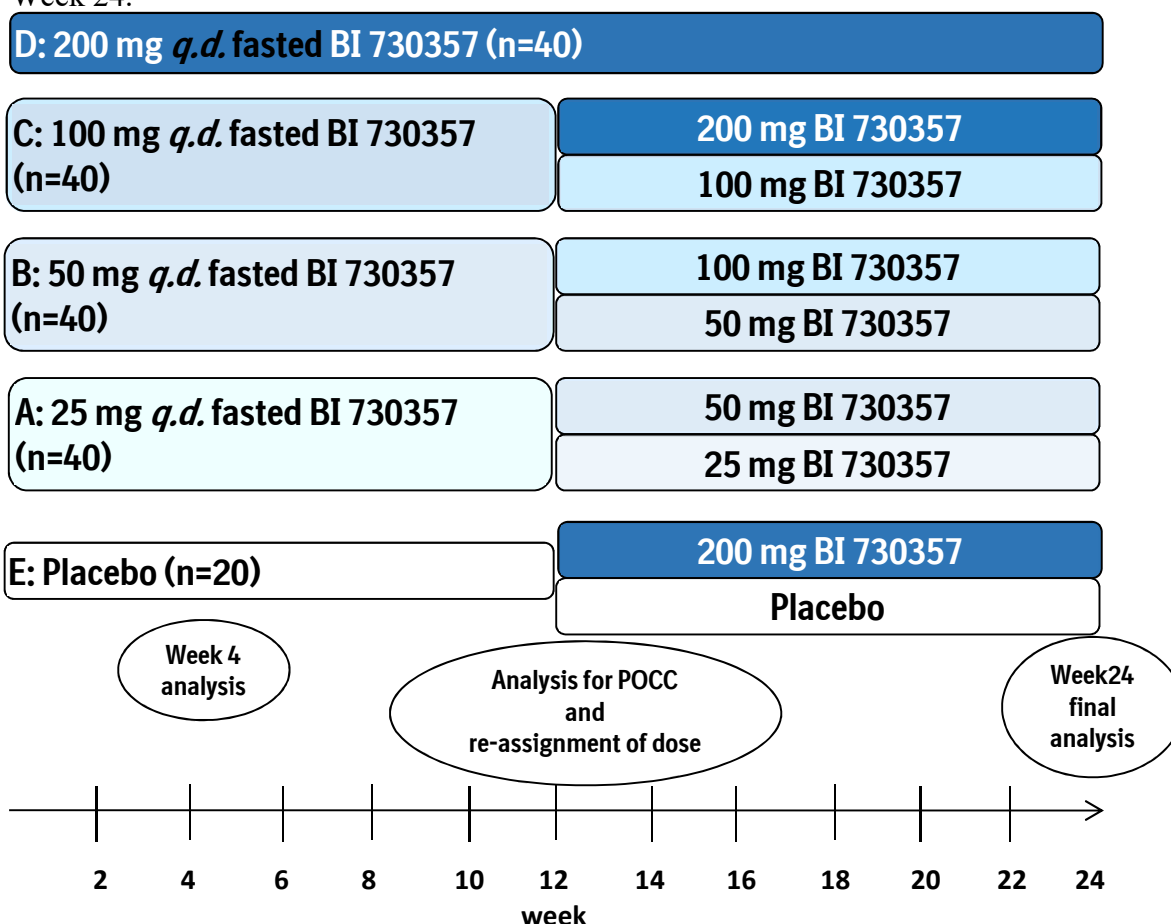 Week 24.
D: 200 mg q.d. fasted BI 730357 (n=40)
C: 100 mg q.d. fasted BI 730357
(n=40)
200 mg BI 730357
100 mg BI 730357
B: 50 mg q.d. fasted BI 730357
(n=40)
100 mg BI 730357
50 mg BI 730357
A: 25 mg q.d. fasted BI 730357
(n=40)
50 mg BI 730357
25 mg BI 730357
E: Placebo (n=20)
200 mg BI 730357
Placebo
Week 4
analysis
Analysis for POCC
and
re-assignment of dose
Week24
final
analysis
2 4 6 8 10 12 14 16 18 20 22 24
week